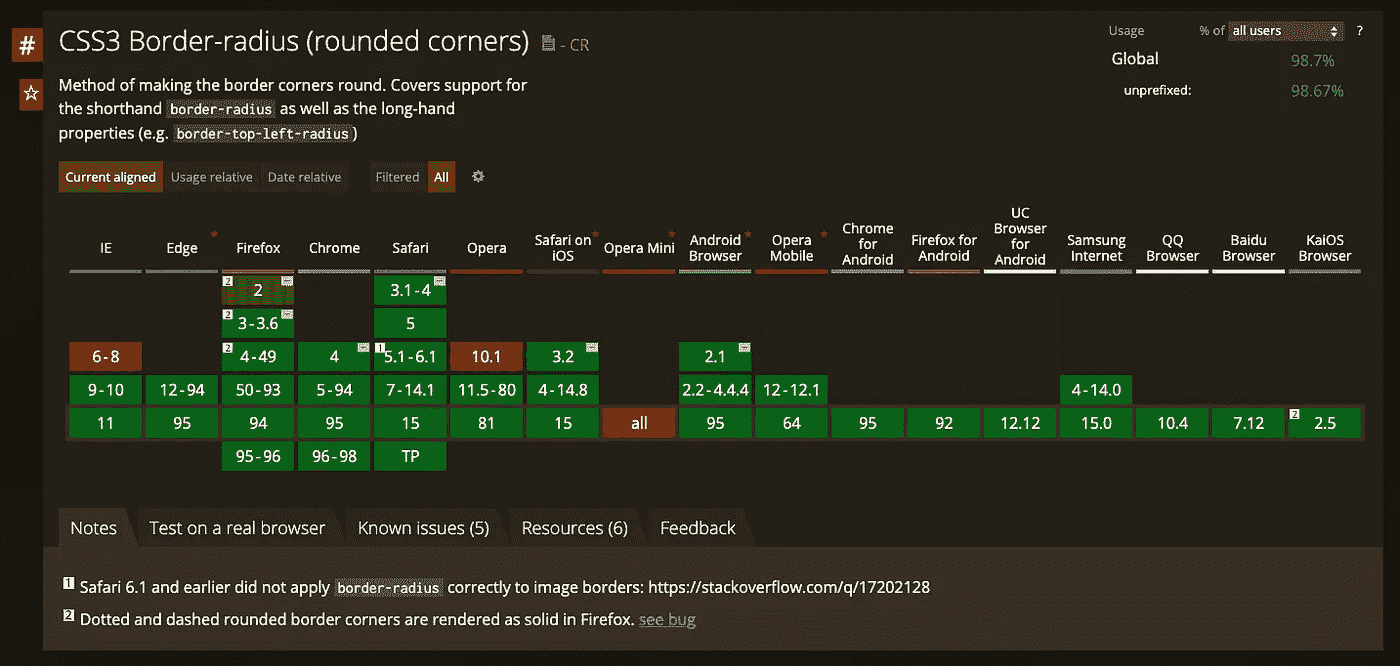 #
CSS3 Border-radius (rounded corners) - CR
Usage % of all users ?
Global 98.7%
unprefixed: 98.67%
☆
Method of making the border corners round. Covers support for
the shorthand border-radius as well as the long-hand
properties (e.g. border-top-left-radius)
Current aligned Usage relative Date relative Filtered All
IE Edge * Firefox Chrome Safari Opera Safari on iOS * Opera Mini * Android Browser * Opera Mobile * Chrome for Android Firefox for Android UC Browser for Android Samsung Internet QQ Browser Baidu Browser KaiOS Browser
2 2 3.1-4
2 3-3.6 5
6-8 2 4-49 4 1 5.1-6.1 10.1 3.2 2.1
9-10 12-94 50-93 5-94 7-14.1 11.5-80 4-14.8 2.2-4.4.4 12-12.1 4-14.0
11 95 94 95 15 81 15 all 95 64 95 92 12.12 15.0 10.4 7.12 2 2.5
95-96 96-98 TP
Notes Test on a real browser Known issues (5) Resources (6) Feedback
1 Safari 6.1 and earlier did not apply border-radius correctly to image borders: https://stackoverflow.com/q/17202128
2 Dotted and dashed rounded border corners are rendered as solid in Firefox. see bug